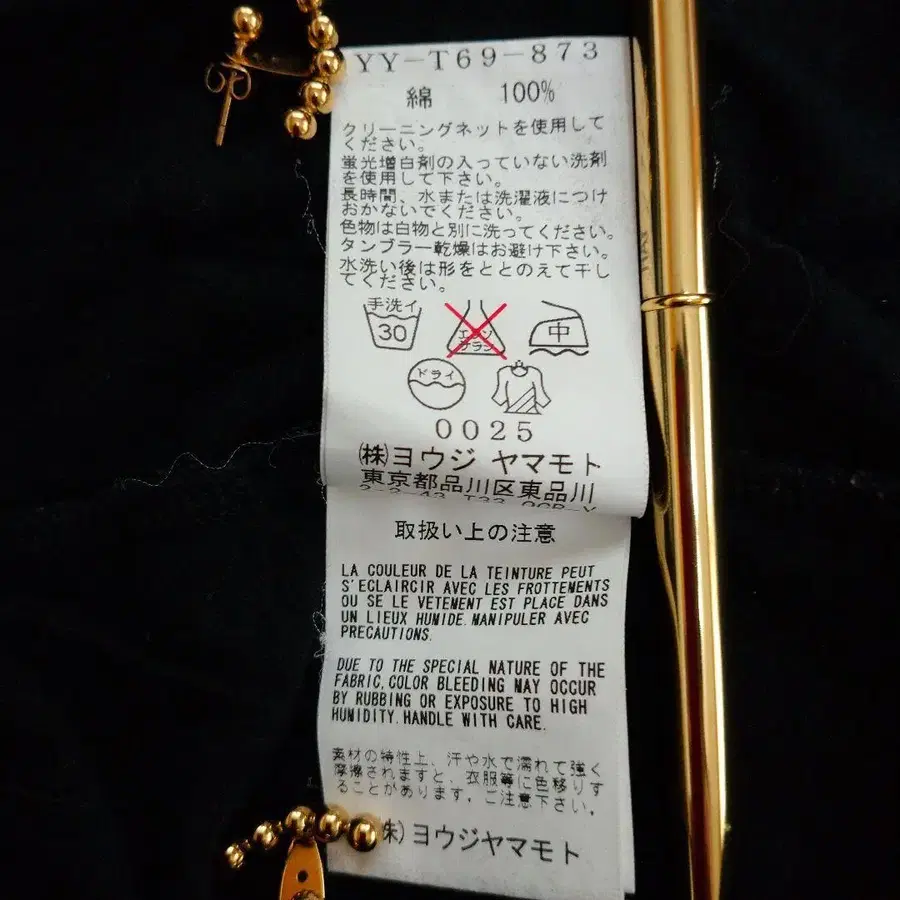 YY-T69-873
綿 100%
クリーニングネットを使用して
ください。
蛍光増白剤の入っていない洗剤
を使用して下さい。
長時間、水または洗濯液につけ
おかないでください。
色物は白物と別に洗ってください。
タンブラー乾燥はお避け下さい。
水洗い後は形をととのえて干し
てください。
手洗イ
30
エンソ
サラシ
中
ドライ
0025
㈱ヨウジ ヤマモト
東京都品川区東品川
2-2-43 T33
取扱い上の注意
LA COULEUR DE LA TEINTURE PEUT
S'ECLAIRCIR AVEC LES FROTTEMENTS
OU SE LE VETEMENT EST PLACE DANS
UN LIEUX HUMIDE.MANIPULER AVEC
PRECAUTIONS.
DUE TO THE SPECIAL NATURE OF THE
FABRIC,COLOR BLEEDING MAY OCCUR
BY RUBBING OR EXPOSURE TO HIGH
HUMIDITY.HANDLE WITH CARE.
素材の特性上、汗や水で濡れて強く
摩擦されますと、衣服等に色移りす
ることがあります。ご注意下さい。
株）ヨウジヤマモト